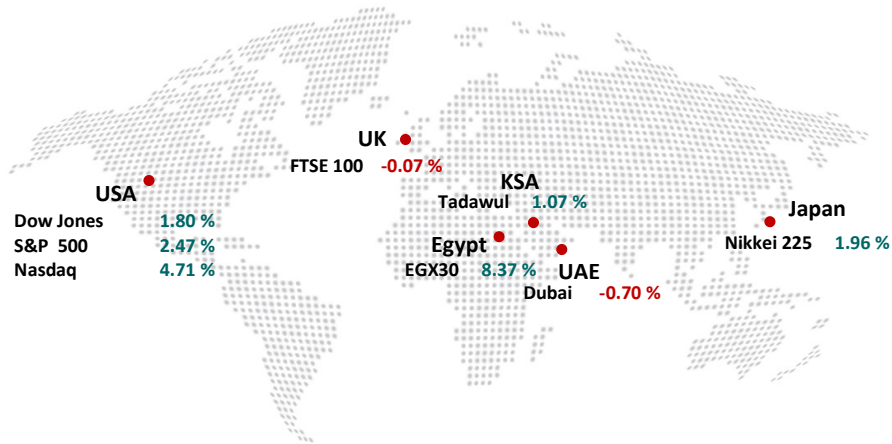 UK
FTSE 100 -0.07 %
KSA
Tadawul 1.07 %
USA
Dow Jones 1.80 %
S&P 500 2.47 %
Nasdaq 4.71 %
Egypt
EGX30 8.37 %
UAE
Dubai -0.70 %
Japan
Nikkei 225 1.96 %